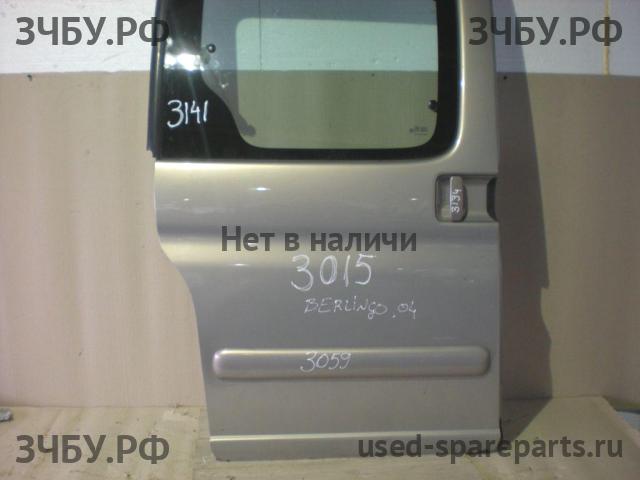 ЗЧБУ.РФ ЗЧБУ.РФ
3141
3134
Нет в наличи
3015
BERLINGO.04
3059
ЗЧБУ.РФ used-spareparts.ru